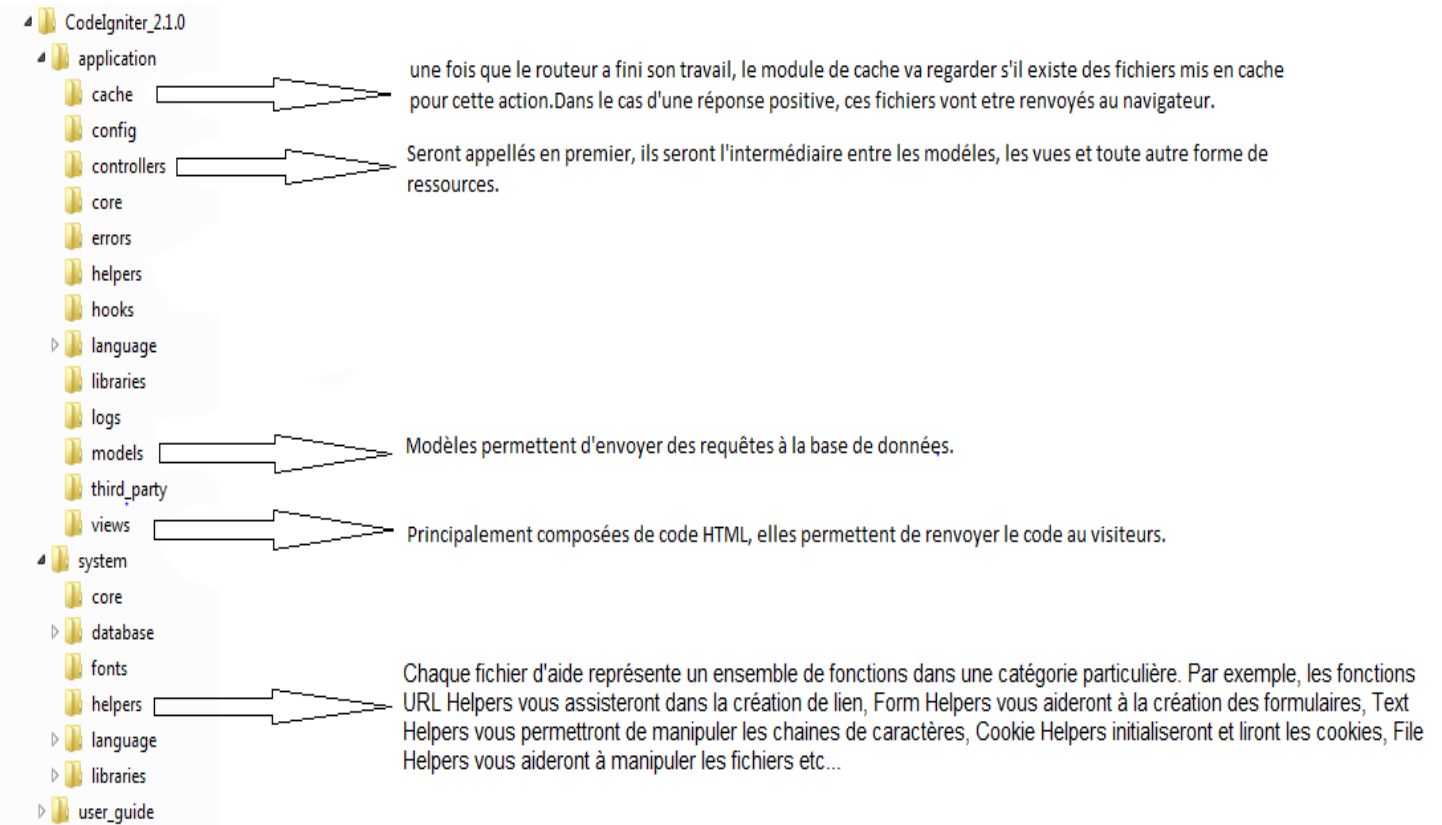 CodeIgniter_2.1.0
application
cache
une fois que le routeur a fini son travail, le module de cache va regarder s'il existe des fichiers mis en cache
pour cette action.Dans le cas d'une réponse positive, ces fichiers vont etre renvoyés au navigateur.
config
controllers
Seront appellés en premier, ils seront l'intermédiaire entre les modéles, les vues et toute autre forme de
ressources.
core
errors
helpers
hooks
language
libraries
logs
models
Modèles permettent d'envoyer des requêtes à la base de données.
third_party
views
Principalement composées de code HTML, elles permettent de renvoyer le code au visiteurs.
system
core
database
fonts
helpers
Chaque fichier d'aide représente un ensemble de fonctions dans une catégorie particulière. Par exemple, les fonctions
URL Helpers vous assisteront dans la création de lien, Form Helpers vous aideront à la création des formulaires, Text
Helpers vous permettront de manipuler les chaines de caractères, Cookie Helpers initialiseront et liront les cookies, File
Helpers vous aideront à manipuler les fichiers etc...
language
libraries
user_guide